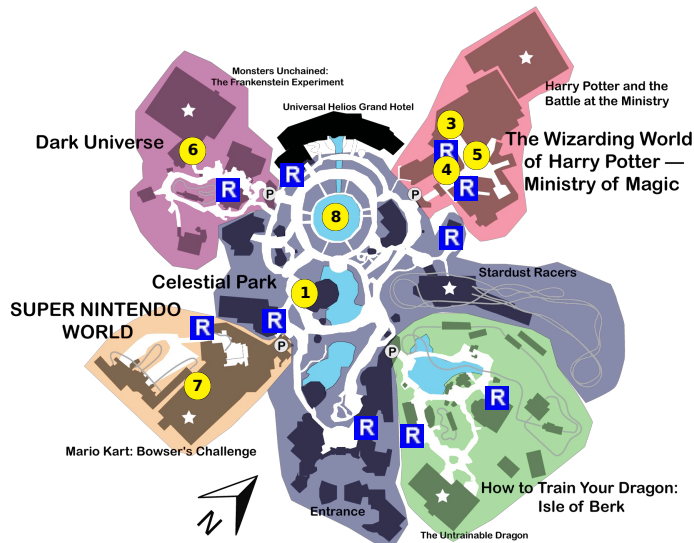 Monsters Unchained:
The Frankenstein Experiment
Universal Helios Grand Hotel
Harry Potter and the
Battle at the Ministry
Dark Universe
6
3
R
5
4
The Wizarding World
of Harry Potter —
Ministry of Magic
R
R
R
P
P
8
R
Stardust Racers
Celestial Park
1
SUPER NINTENDO
WORLD
R
R
P
P
7
R
R
R
Mario Kart: Bowser's Challenge
How to Train Your Dragon:
Isle of Berk
Entrance
The Untrainable Dragon
N